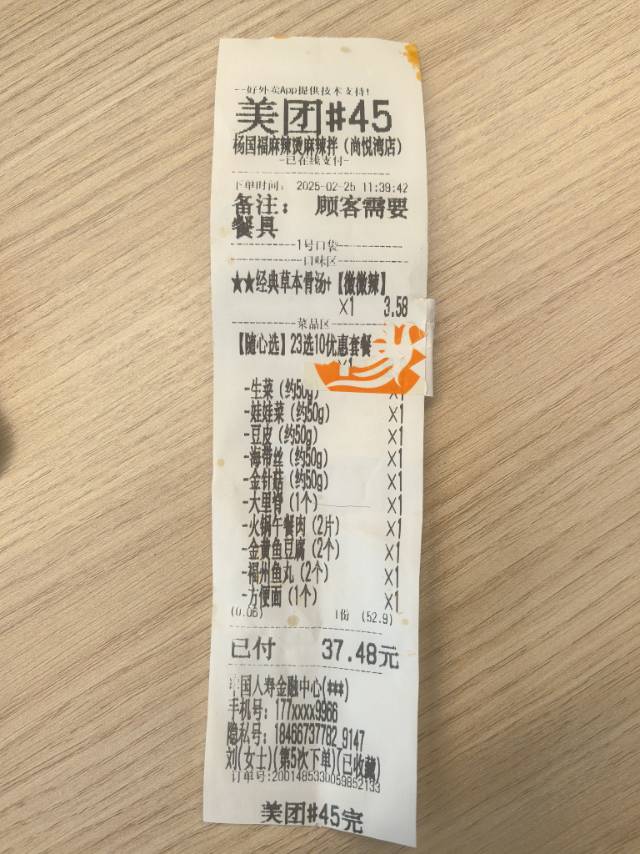 --好外卖App提供技术支持!
美团#45
杨国福麻辣烫麻辣拌（尚悦湾店）
-已在线支付-
下单时间： 2025-02-25 11:39:42
备注： 顾客需要
餐具
1号口袋
口味区
★★经典草本骨汤+【微微辣】
X1 3.58
菜品区
【随心选】23选10优惠套餐
-生菜（约50g） X1
-娃娃菜（约50g） X1
-豆皮（约50g） X1
-海带丝（约50g） X1
-金针菇（约50g） X1
-大里脊（1个） X1
-火锅午餐肉（2片） X1
-金黄鱼豆腐（2个） X1
-福州鱼丸（2个） X1
-方便面（1个） X1
(0.06) 1份 (52.9)
已付 37.48元
中国人寿金融中心(###)
手机号：177xxxx9966
隐私号：18466737782_9147
刘(女士)(第5次下单)(已收藏)
订单号:2001485330059852133
美团#45完